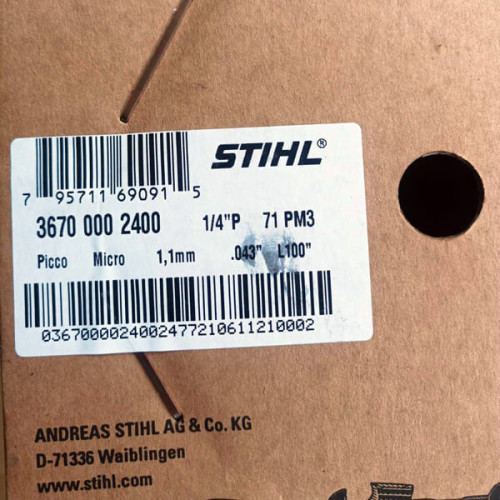 STIHL®
7 95711 69091 5
3670 000 2400 1/4"P 71 PM3
Picco Micro 1,1mm .043" L100"
03670000024002477210611210002
ANDREAS STIHL AG & Co. KG
D-71336 Waiblingen
www.stihl.com